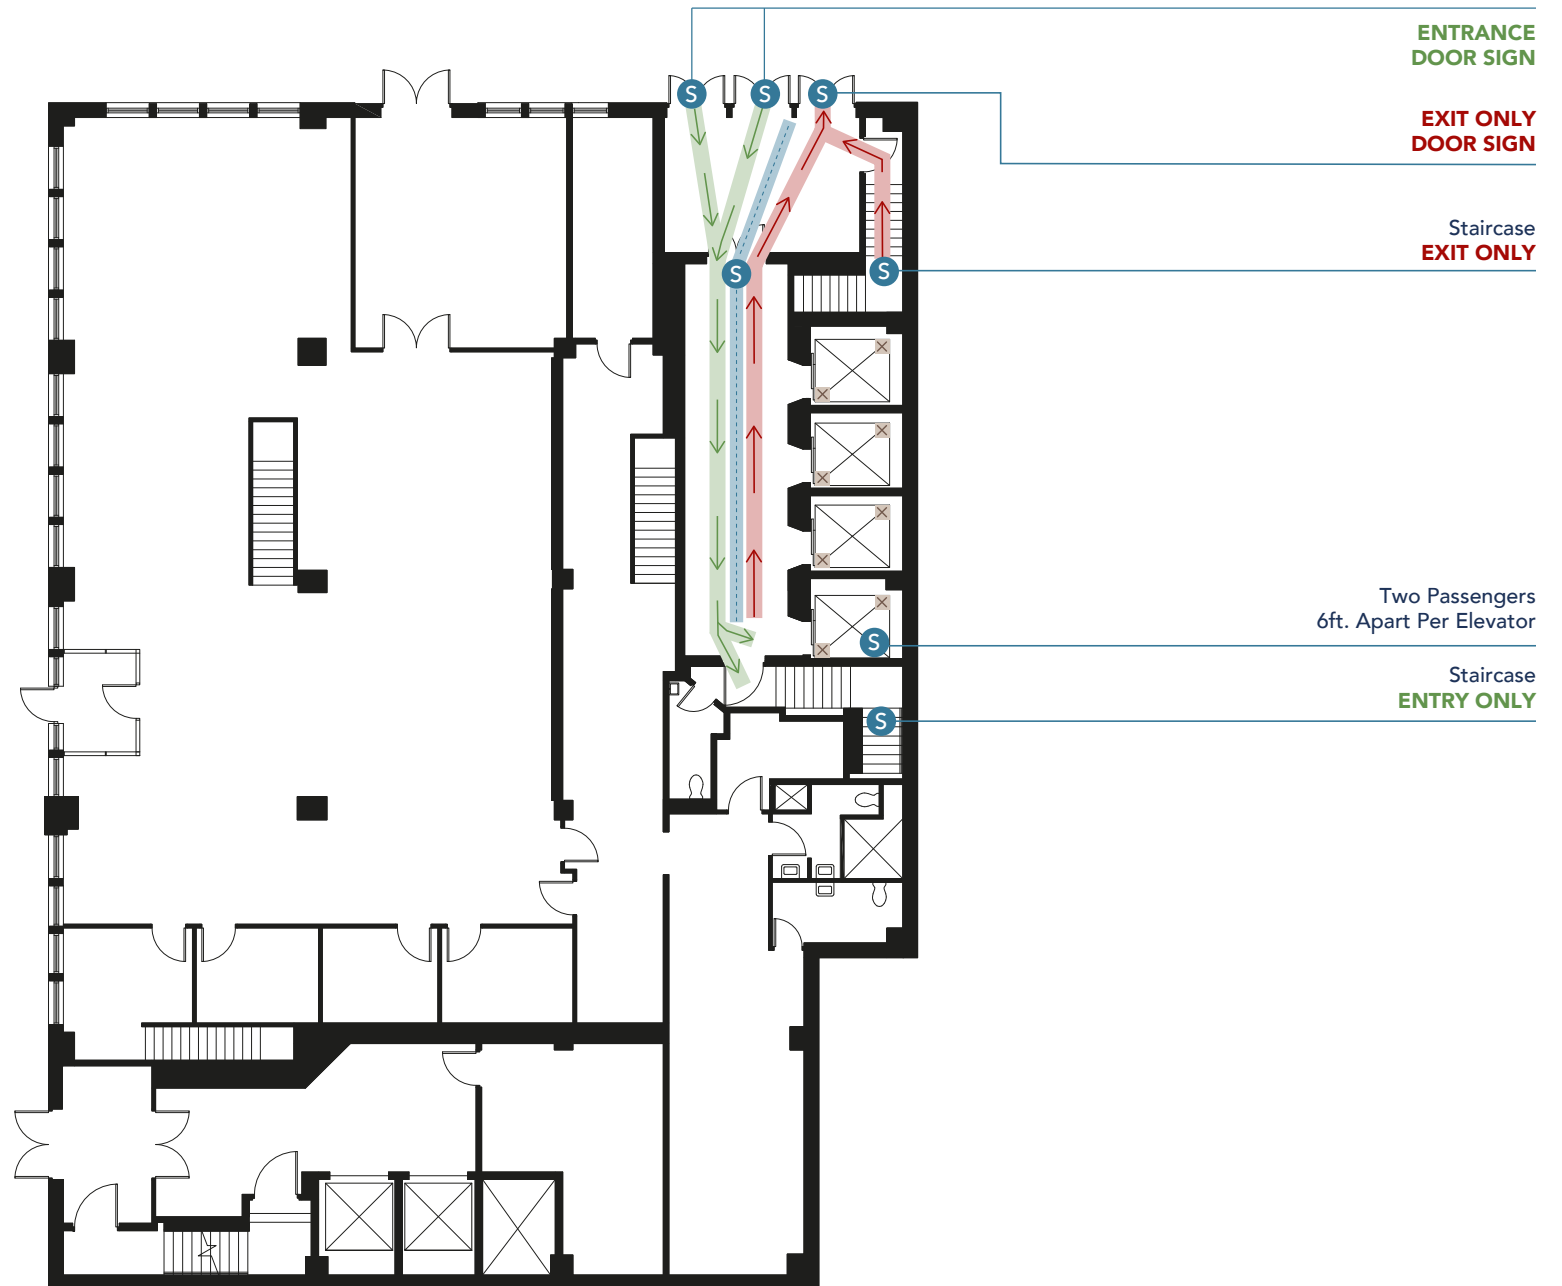 ENTRANCE
DOOR SIGN
S S S
EXIT ONLY
DOOR SIGN
Staircase
EXIT ONLY
S S
Two Passengers
6ft. Apart Per Elevator
S
Staircase
ENTRY ONLY
S